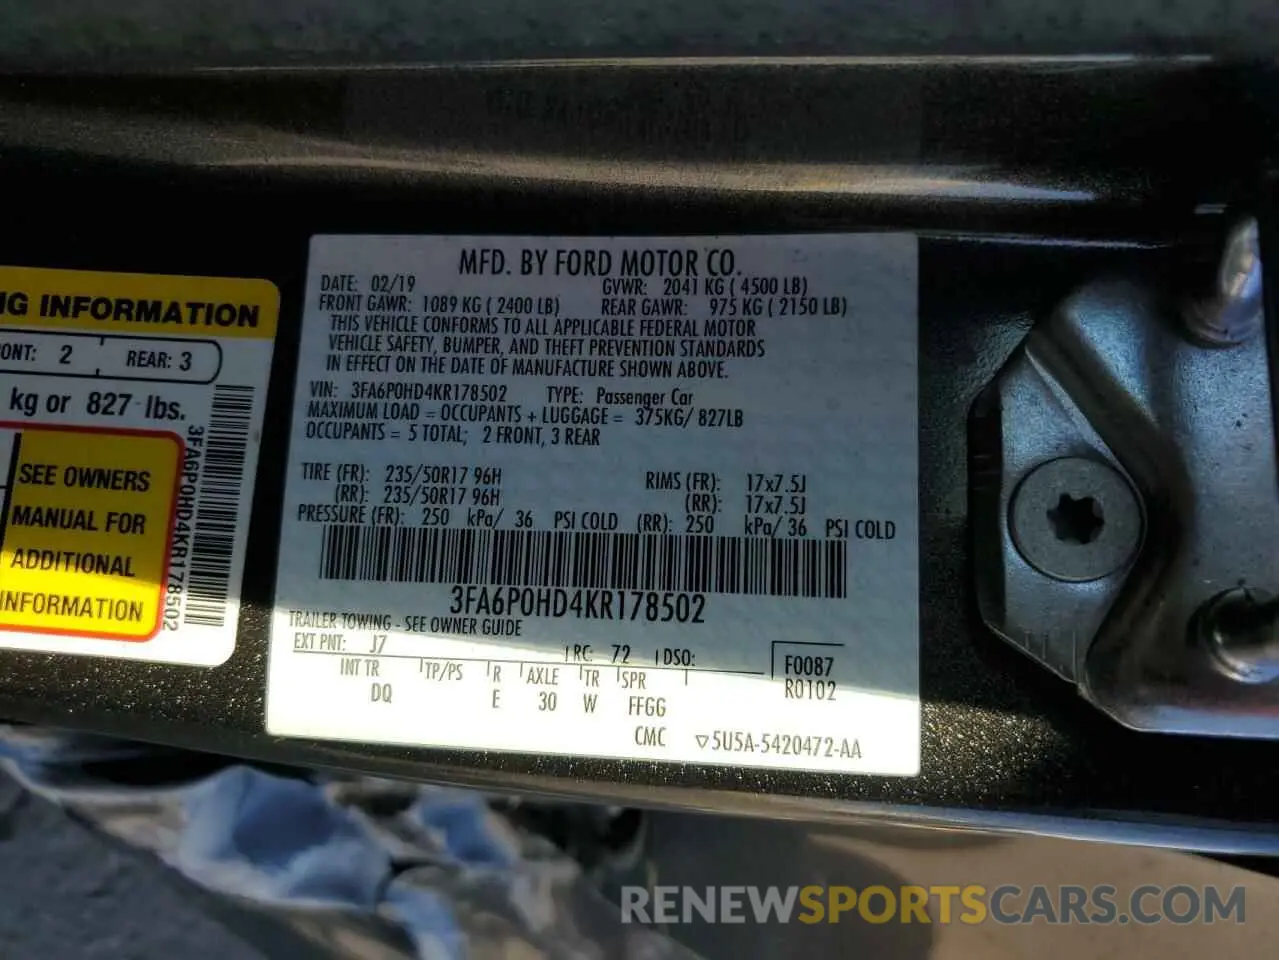 NG INFORMATION
ONT: 2 REAR: 3
kg or 827 lbs.
SEE OWNERS
MANUAL FOR
ADDITIONAL
INFORMATION
3FA6P0HD4KR178502
MFD. BY FORD MOTOR CO.
DATE: 02/19 GVWR: 2041 KG ( 4500 LB)
FRONT GAWR: 1089 KG ( 2400 LB) REAR GAWR: 975 KG ( 2150 LB)
THIS VEHICLE CONFORMS TO ALL APPLICABLE FEDERAL MOTOR
VEHICLE SAFETY, BUMPER, AND THEFT PREVENTION STANDARDS
IN EFFECT ON THE DATE OF MANUFACTURE SHOWN ABOVE.
VIN: 3FA6P0HD4KR178502 TYPE: Passenger Car
MAXIMUM LOAD = OCCUPANTS + LUGGAGE = 375KG/ 827LB
OCCUPANTS = 5 TOTAL; 2 FRONT, 3 REAR
TIRE (FR): 235/50R17 96H RIMS (FR): 17x7.5J
(RR): 235/50R17 96H (RR): 17x7.5J
PRESSURE (FR): 250 kPa/ 36 PSI COLD (RR): 250 kPa/ 36 PSI COLD
3FA6P0HD4KR178502
TRAILER TOWING - SEE OWNER GUIDE
EXT PNT: J7 RC: 72 DSO: F0087
INT TR TP/PS R AXLE TR SPR R0102
DQ E 30 W FFGG
CMC ▽5U5A-5420472-AA
RENEWSPORTSCARS.COM